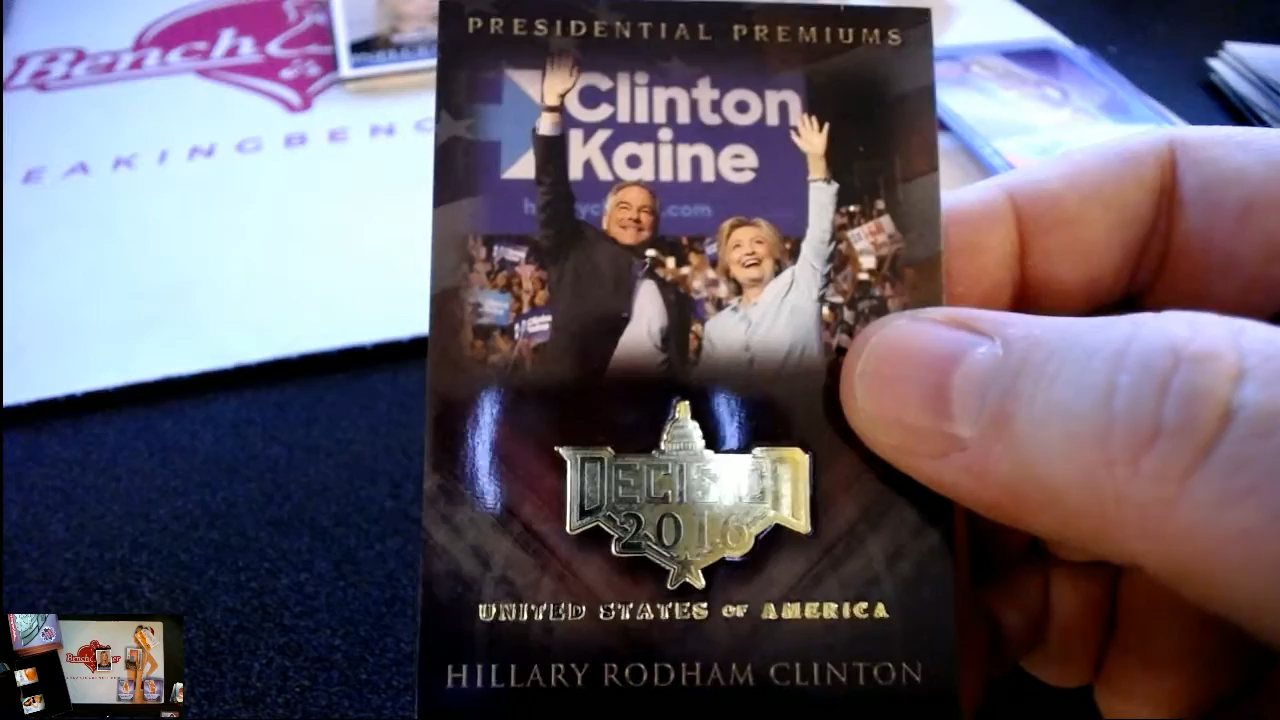 PRESIDENTIAL PREMIUMS
Clinton
Kaine
DECISION
2016
UNITED STATES OF AMERICA
HILLARY RODHAM CLINTON
Bench
EAKINGBENC